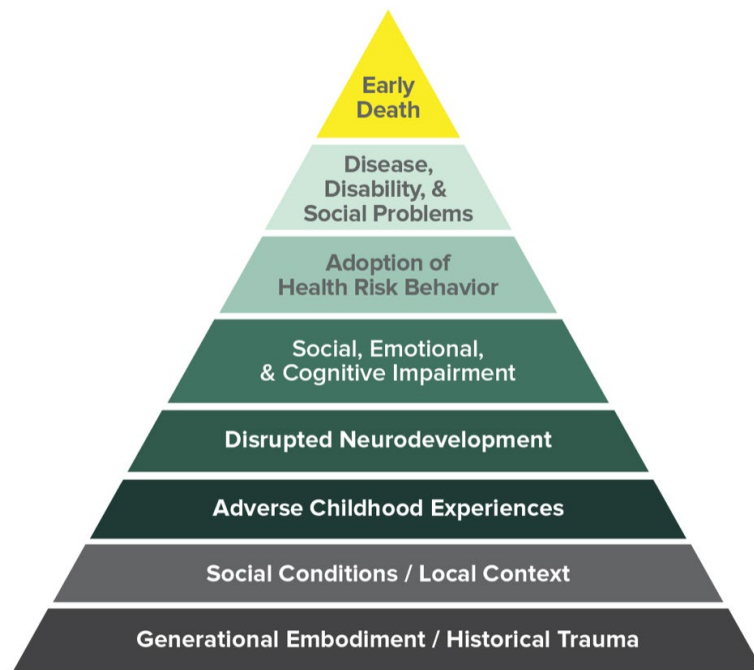 Early
Death
Disease,
Disability, &
Social Problems
Adoption of
Health Risk Behavior
Social, Emotional,
& Cognitive Impairment
Disrupted Neurodevelopment
Adverse Childhood Experiences
Social Conditions / Local Context
Generational Embodiment / Historical Trauma